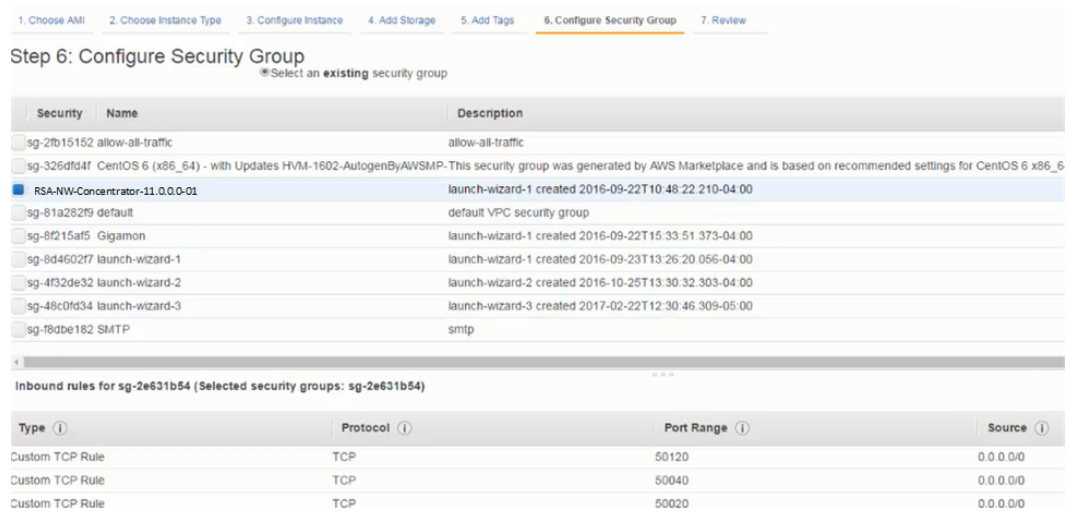 1. Choose AMI 2. Choose Instance Type 3. Configure Instance 4. Add Storage 5. Add Tags 6. Configure Security Group 7. Review
Step 6: Configure Security Group
Select an existing security group
Security Name Description
sg-2fb15152 allow-all-traffic allow-all-traffic
sg-326dfd4f CentOS 6 (x86_64) - with Updates HVM-1602-AutogenByAWSMP- This security group was generated by AWS Marketplace and is based on recommended settings for CentOS 6 x86_6
RSA-NW-Concentrator-11.0.0.0-01 launch-wizard-1 created 2016-09-22T10:48:22.210-04:00
sg-81a282f9 default default VPC security group
sg-8f215af5 Gigamon launch-wizard-1 created 2016-09-22T15:33:51.373-04:00
sg-8d4602f7 launch-wizard-1 launch-wizard-1 created 2016-09-23T13:26:20.056-04:00
sg-4f32de32 launch-wizard-2 launch-wizard-2 created 2016-10-25T13:30:32.303-04:00
sg-48c0fd34 launch-wizard-3 launch-wizard-3 created 2017-02-22T12:30:46.309-05:00
sg-f8dbe182 SMTP smtp
Inbound rules for sg-2e631b54 (Selected security groups: sg-2e631b54)
Type i Protocol i Port Range i Source i
Custom TCP Rule TCP 50120 0.0.0.0/0
Custom TCP Rule TCP 50040 0.0.0.0/0
Custom TCP Rule TCP 50020 0.0.0.0/0